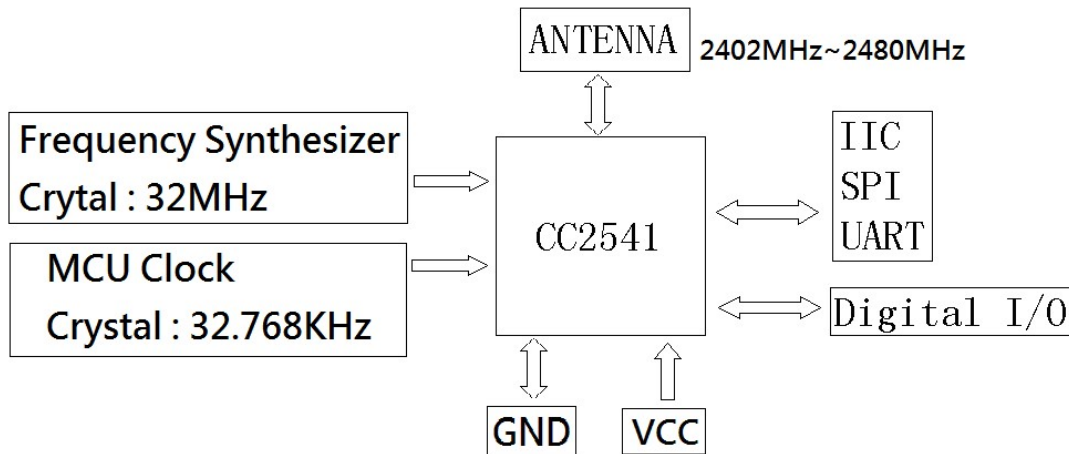 ANTENNA
2402MHz~2480MHz
Frequency Synthesizer
Crytal : 32MHz
MCU Clock
Crystal : 32.768KHz
CC2541
IIC
SPI
UART
Digital I/O
GND
VCC